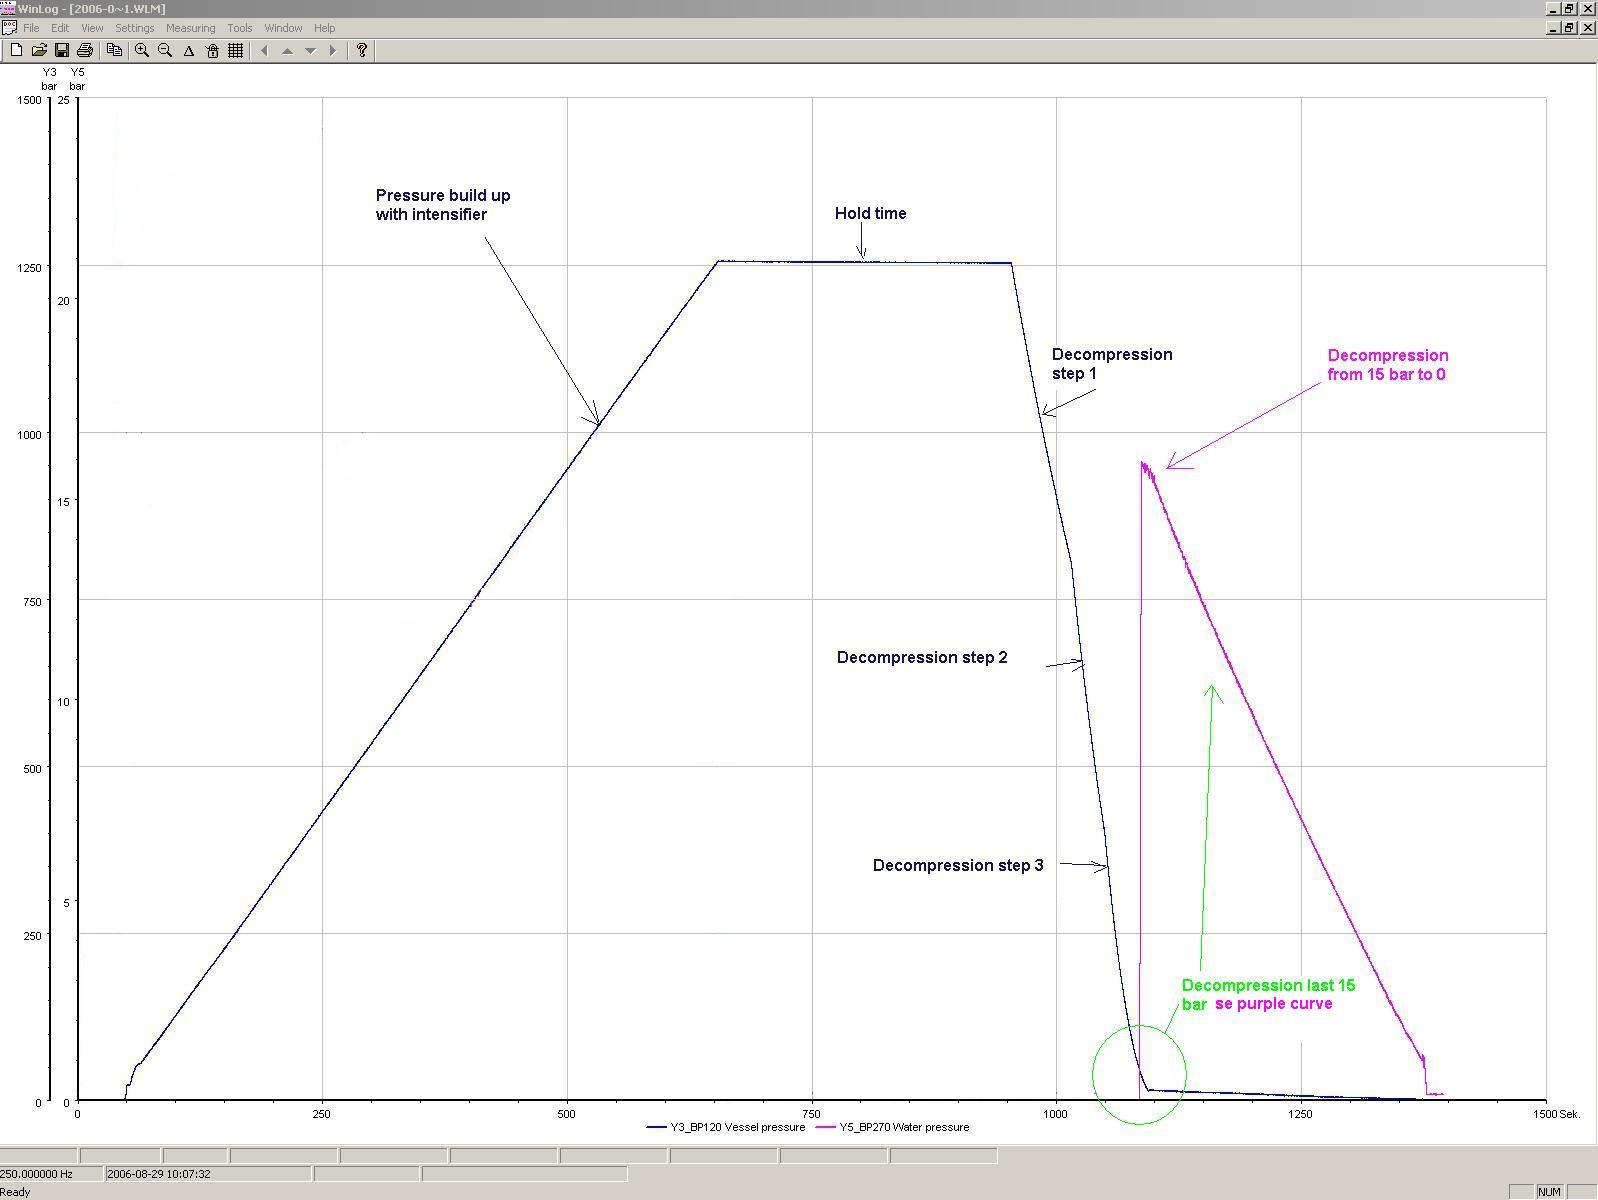 WinLog - [2006-0~1.WLM]
File Edit View Settings Measuring Tools Window Help
Y3 Y5
bar bar
1500 25
1250
20
1000
15
750
10
500
5
250
0 0
Pressure build up
with intensifier
Hold time
Decompression
step 1
Decompression
from 15 bar to 0
Decompression step 2
Decompression step 3
Decompression last 15
bar se purple curve
0 250 500 750 1000 1250 1500 Sek.
Y3_BP120 Vessel pressure Y5_BP270 Water pressure
250.000000 Hz 2006-08-29 10:07:32
Ready NUM